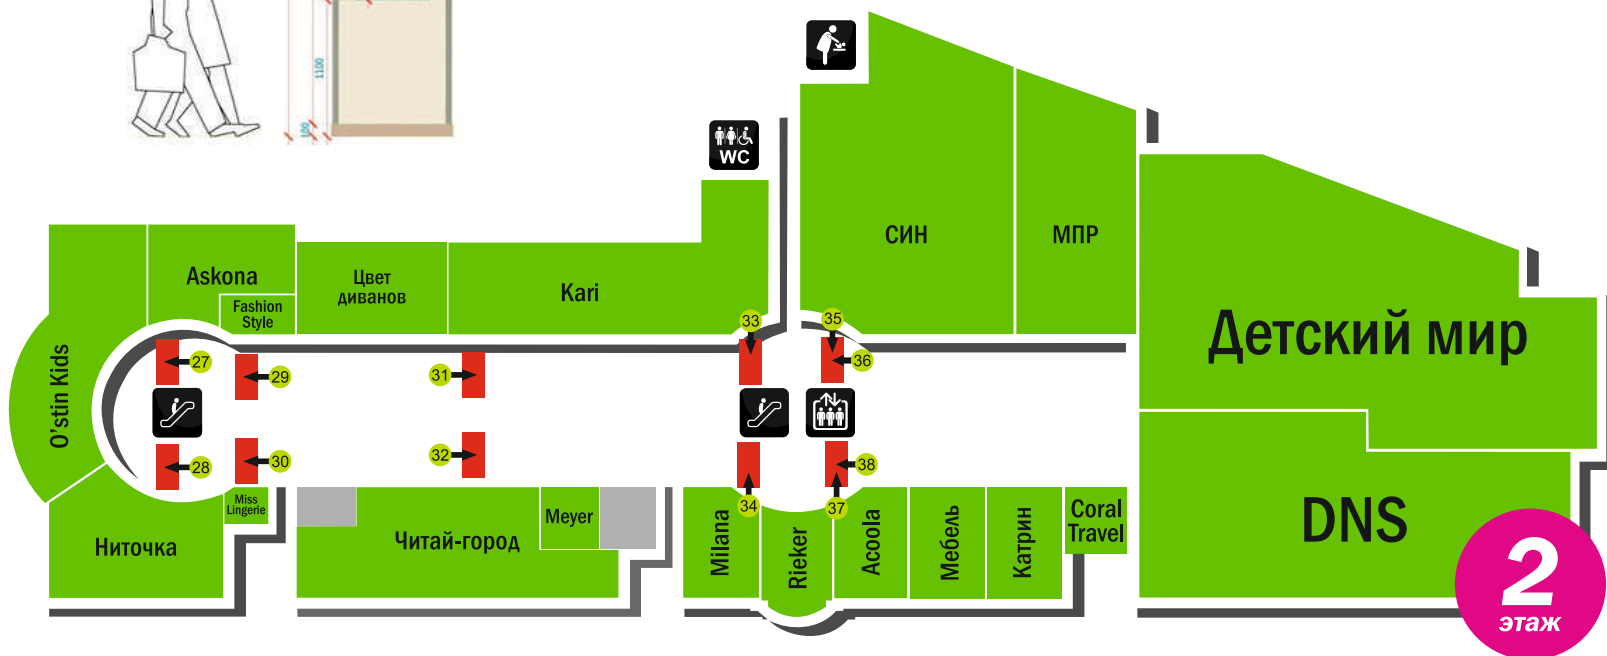 1100
100
WC
СИН
МПР
Askona
Fashion
Style
Цвет
диванов
Kari
Детский мир
O'stin Kids
33
35
27
29
31
36
28
30
32
34
37
38
Ниточка
Miss
Lingerie
Читай-город
Meyer
Milana
Rieker
Acoola
Мебель
Катрин
Coral
Travel
DNS
2
этаж